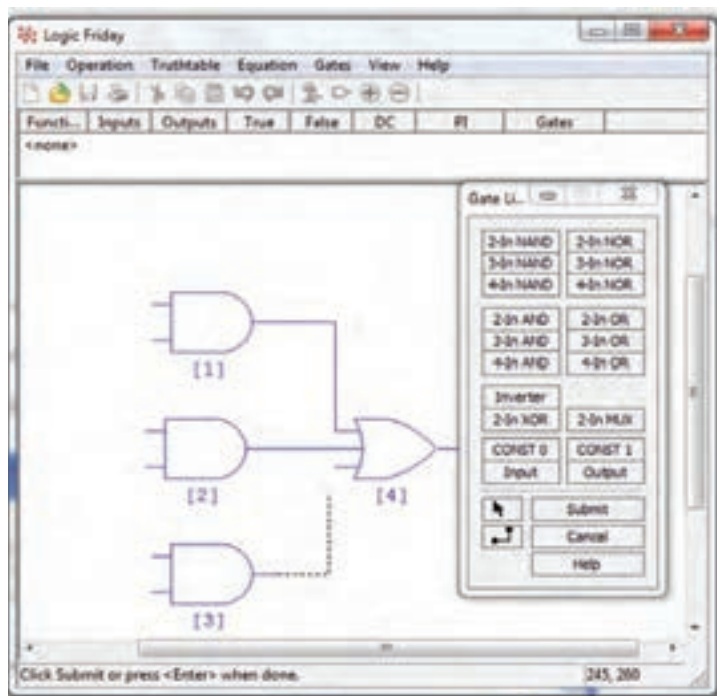 Logic Friday
File Operation Truthtable Equation Gates View Help
Functi... Inputs Outputs True False DC PI Gates
<none>
Gate Li...
2-In NAND 2-In NOR
3-In NAND 3-In NOR
4-In NAND 4-In NOR
2-In AND 2-In OR
3-In AND 3-In OR
4-In AND 4-In OR
Inverter
2-In XOR 2-In MUX
CONST 0 CONST 1
Input Output
Submit
Cancel
Help
[1]
[2]
[4]
[3]
Click Submit or press <Enter> when done. 245, 260